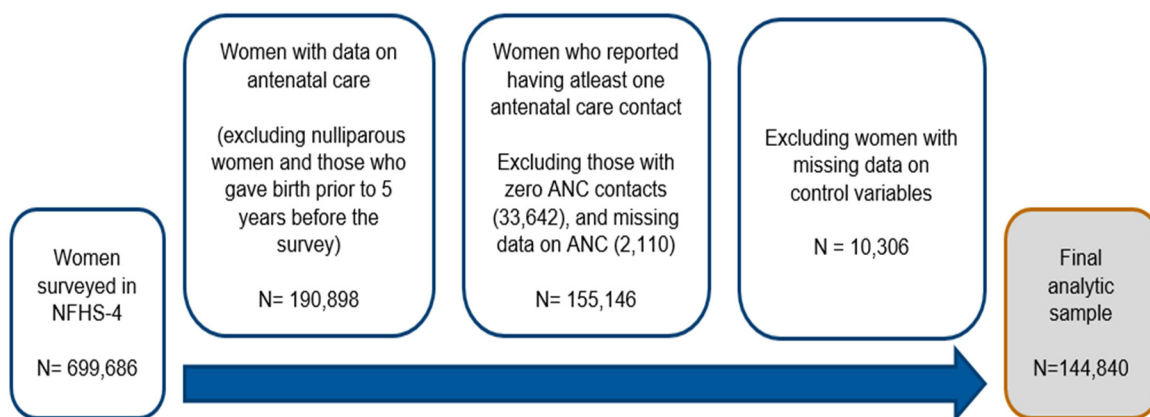 Women
surveyed in
NFHS-4
N= 699,686
Women with data on
antenatal care
(excluding nulliparous
women and those who
gave birth prior to 5
years before the
survey)
N= 190,898
Women who reported
having atleast one
antenatal care contact
Excluding those with
zero ANC contacts
(33,642), and missing
data on ANC (2,110)
N= 155,146
Excluding women with
missing data on
control variables
N = 10,306
Final
analytic
sample
N=144,840